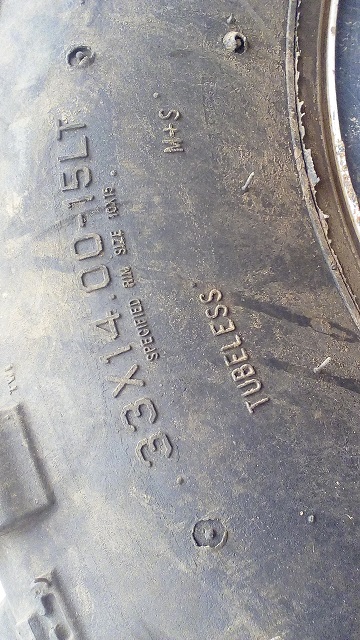 33X14.00-15LT
SPECIFIED RIM SIZE 10X15
TUBELESS
M+S